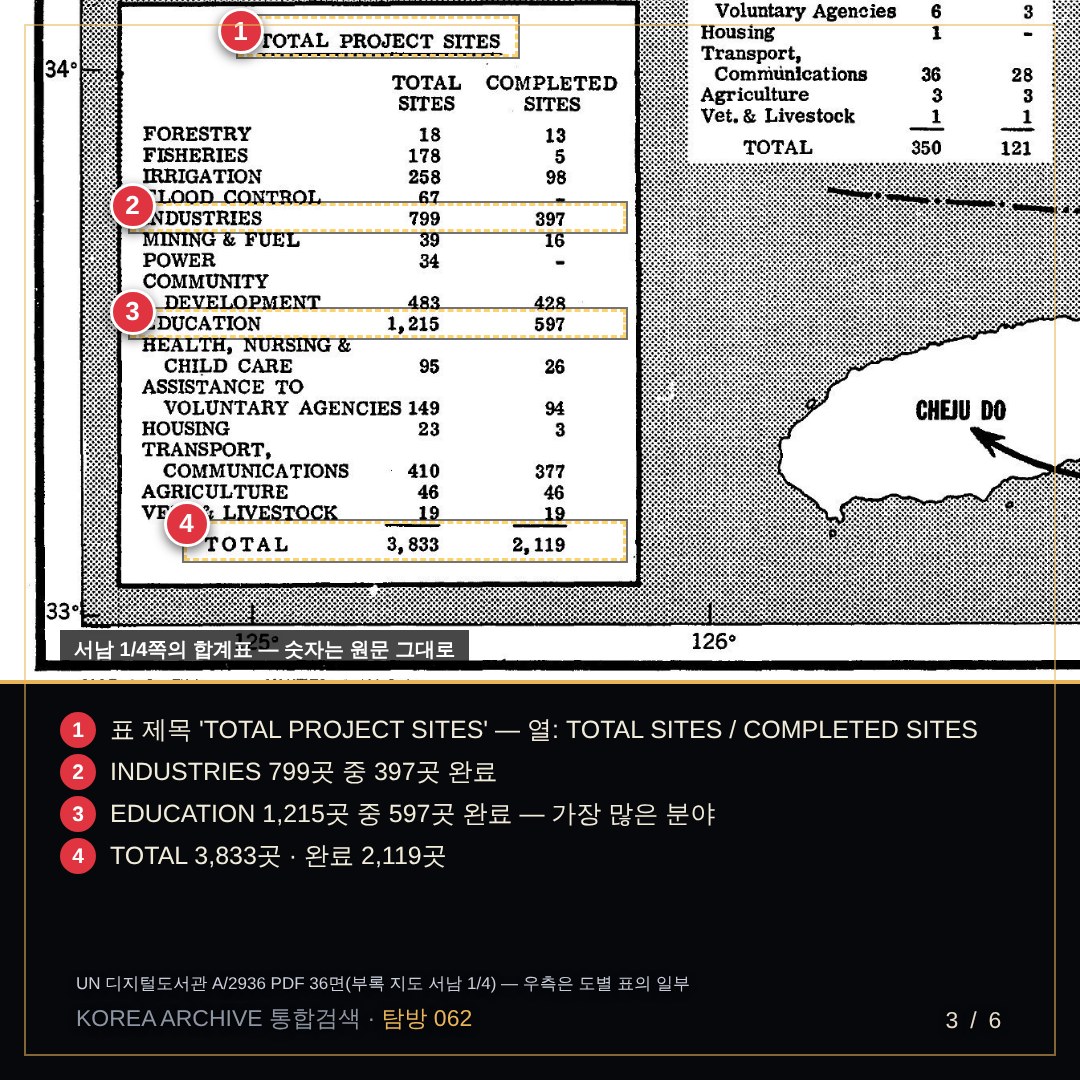 1 TOTAL PROJECT SITES
TOTAL COMPLETED
SITES SITES
FORESTRY 18 13
FISHERIES 178 5
IRRIGATION 258 98
FLOOD CONTROL 67 -
2 INDUSTRIES 799 397
MINING & FUEL 39 16
POWER 34 -
COMMUNITY
DEVELOPMENT 483 428
3 EDUCATION 1,215 597
HEALTH, NURSING &
CHILD CARE 95 26
ASSISTANCE TO
VOLUNTARY AGENCIES 149 94
HOUSING 23 3
TRANSPORT,
COMMUNICATIONS 410 377
AGRICULTURE 46 46
VET. & LIVESTOCK 19 19
4 TOTAL 3,833 2,119
Voluntary Agencies 6 3
Housing 1 -
Transport,
Communications 36 28
Agriculture 3 3
Vet. & Livestock 1 1
TOTAL 350 121
34°
CHEJU DO
33°
125°
126°
서남 1/4쪽의 합계표 — 숫자는 원문 그대로
1 표 제목 'TOTAL PROJECT SITES' — 열: TOTAL SITES / COMPLETED SITES
2 INDUSTRIES 799곳 중 397곳 완료
3 EDUCATION 1,215곳 중 597곳 완료 — 가장 많은 분야
4 TOTAL 3,833곳 · 완료 2,119곳
UN 디지털도서관 A/2936 PDF 36면(부록 지도 서남 1/4) — 우측은 도별 표의 일부
KOREA ARCHIVE 통합검색 · 탐방 062
3 / 6